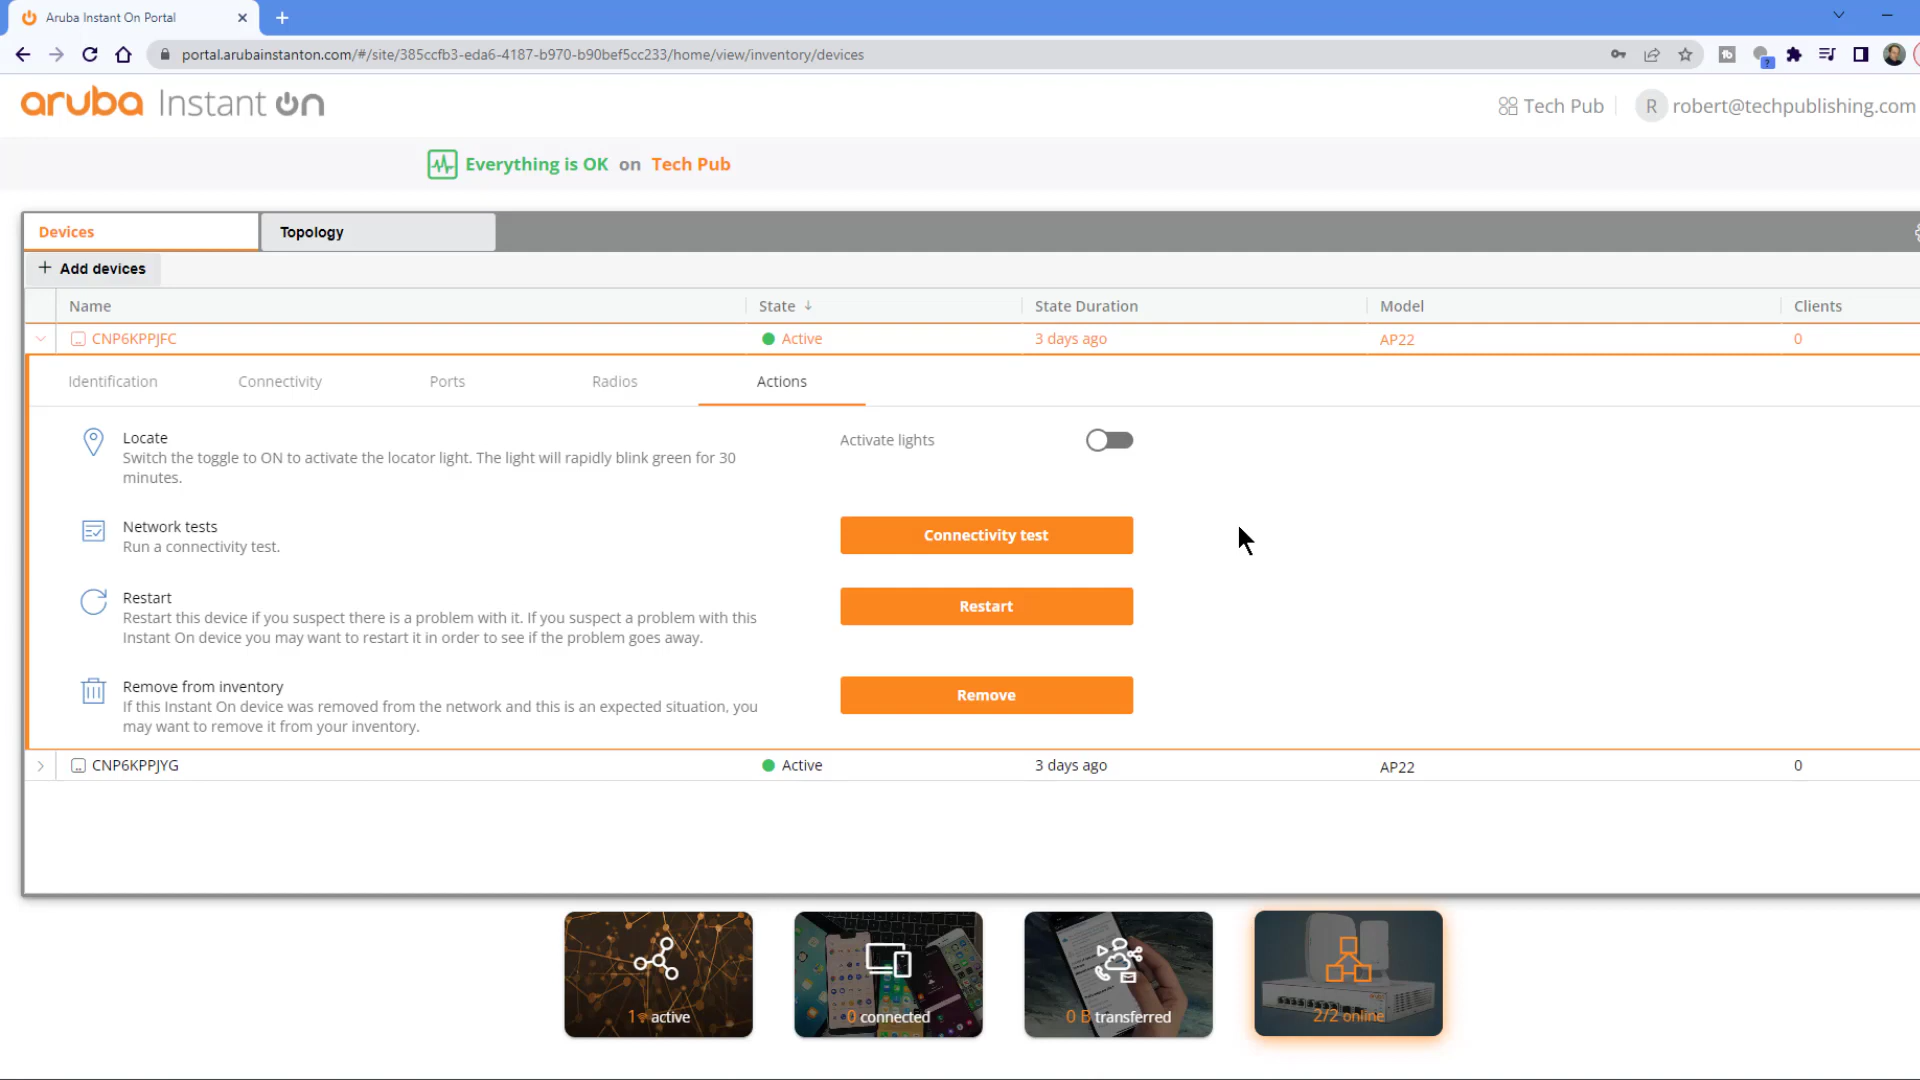 Aruba Instant On Portal
portal.arubainstanton.com/#/site/385ccfb3-eda6-4187-b970-b90bef5cc233/home/view/inventory/devices
aruba Instant On
Tech Pub
R robert@techpublishing.com
Everything is OK on Tech Pub
Devices
Topology
+ Add devices
Name State ↓ State Duration Model Clients
CNP6KPPJFC Active 3 days ago AP22 0
Identification Connectivity Ports Radios Actions
Locate
Switch the toggle to ON to activate the locator light. The light will rapidly blink green for 30
minutes.
Activate lights
Network tests
Run a connectivity test.
Connectivity test
Restart
Restart this device if you suspect there is a problem with it. If you suspect a problem with this
Instant On device you may want to restart it in order to see if the problem goes away.
Restart
Remove from inventory
If this Instant On device was removed from the network and this is an expected situation, you
may want to remove it from your inventory.
Remove
CNP6KPPJYG Active 3 days ago AP22 0
1 active
0 connected
0 B transferred
2/2 online